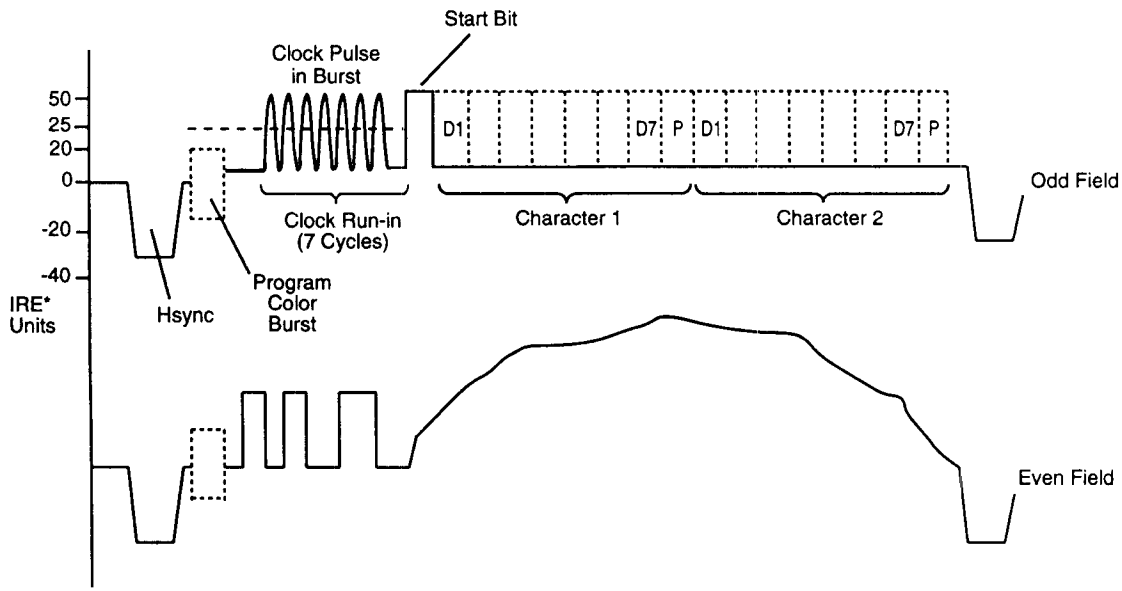 Start Bit
Clock Pulse
in Burst
50
25
20
0
-20
-40
IRE*
Units
D1
D7
P
D1
D7
P
Clock Run-in
(7 Cycles)
Character 1
Character 2
Odd Field
Hsync
Program
Color
Burst
Even Field